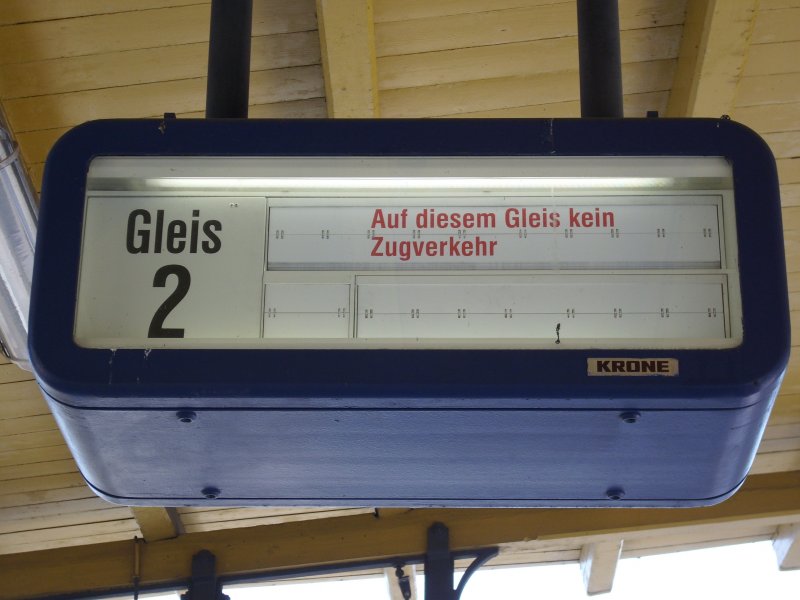 Gleis
2
Auf diesem Gleis kein
Zugverkehr
KRONE